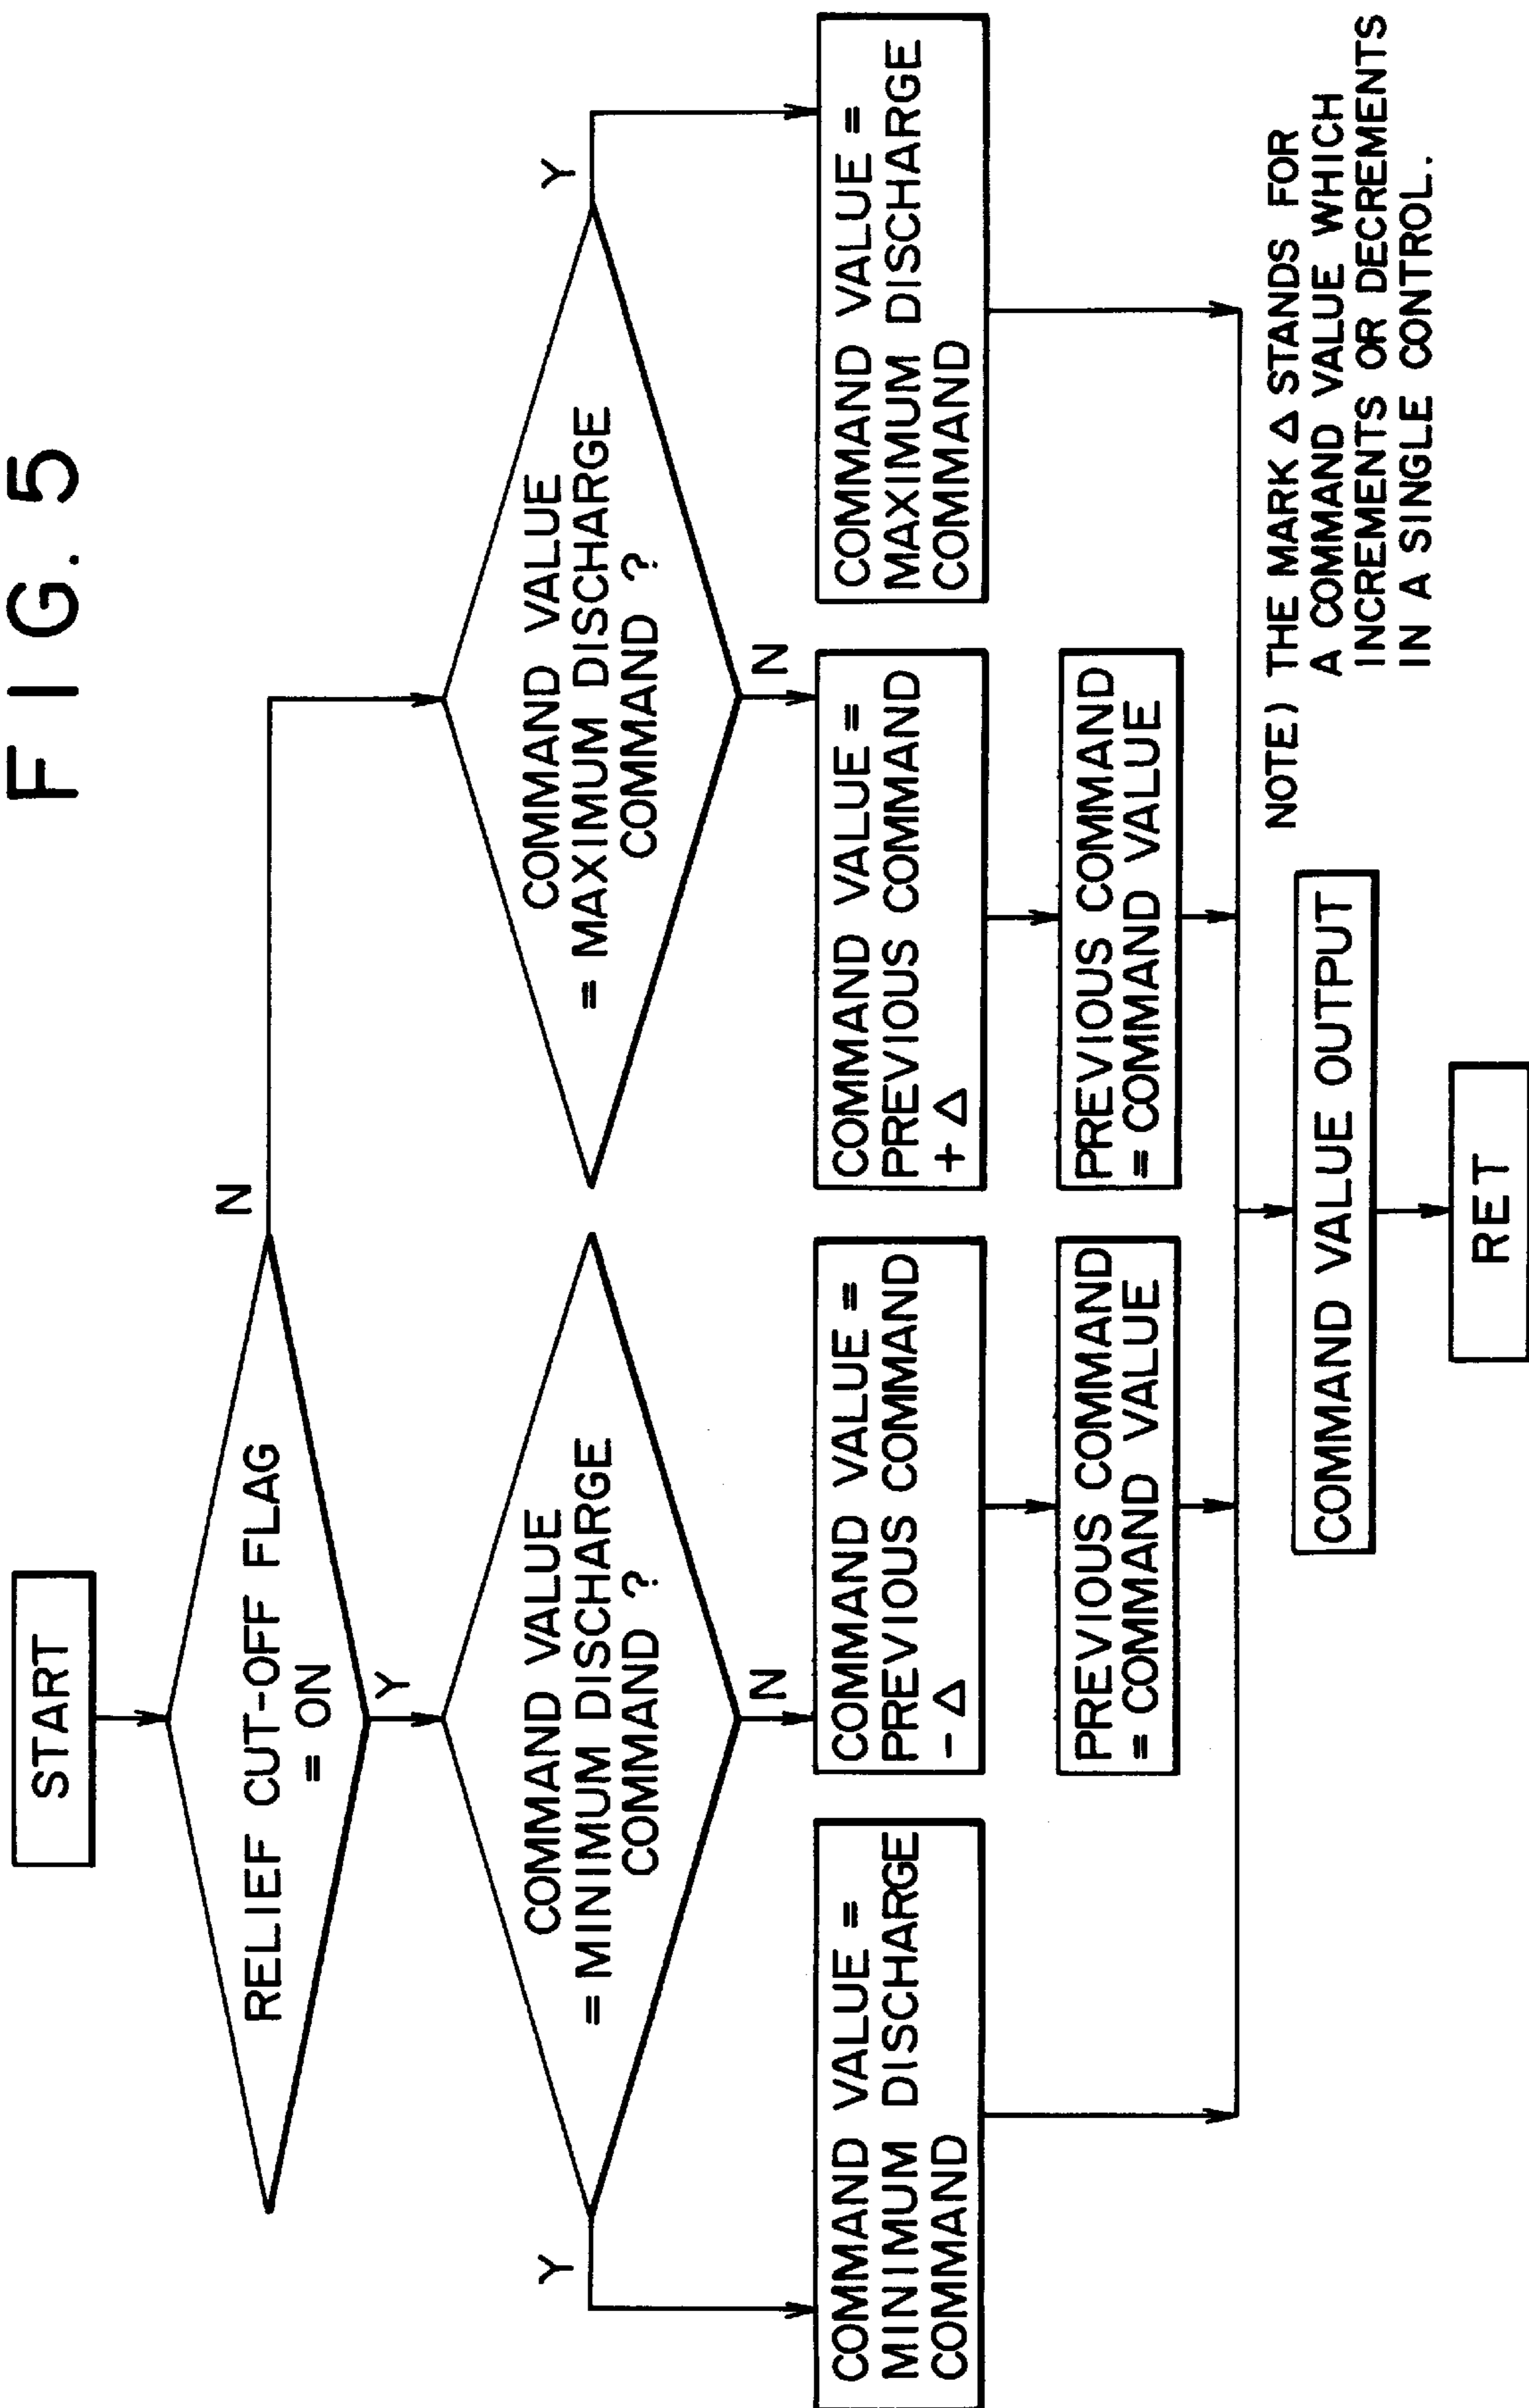 FIG. 5
START
RELIEF CUT-OFF FLAG
= ON
N
Y
COMMAND VALUE
= MINIMUM DISCHARGE
COMMAND ?
Y
N
COMMAND VALUE
= MAXIMUM DISCHARGE
COMMAND ?
Y
N
COMMAND VALUE =
MINIMUM DISCHARGE
COMMAND
COMMAND VALUE =
PREVIOUS COMMAND
- Δ
COMMAND VALUE =
PREVIOUS COMMAND
+ Δ
COMMAND VALUE =
MAXIMUM DISCHARGE
COMMAND
PREVIOUS COMMAND
= COMMAND VALUE
PREVIOUS COMMAND
= COMMAND VALUE
COMMAND VALUE OUTPUT
RET
NOTE) THE MARK Δ STANDS FOR
A COMMAND VALUE WHICH
INCREMENTS OR DECREMENTS
IN A SINGLE CONTROL.